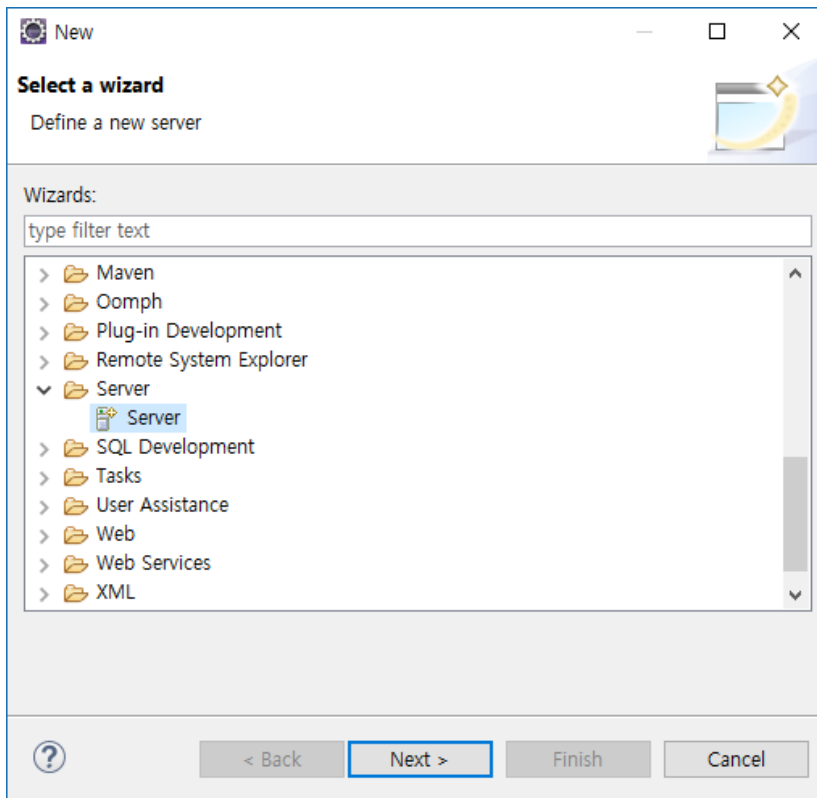 New
Select a wizard
Define a new server
Wizards:
type filter text
Maven
Oomph
Plug-in Development
Remote System Explorer
Server
Server
SQL Development
Tasks
User Assistance
Web
Web Services
XML
?
< Back
Next >
Finish
Cancel